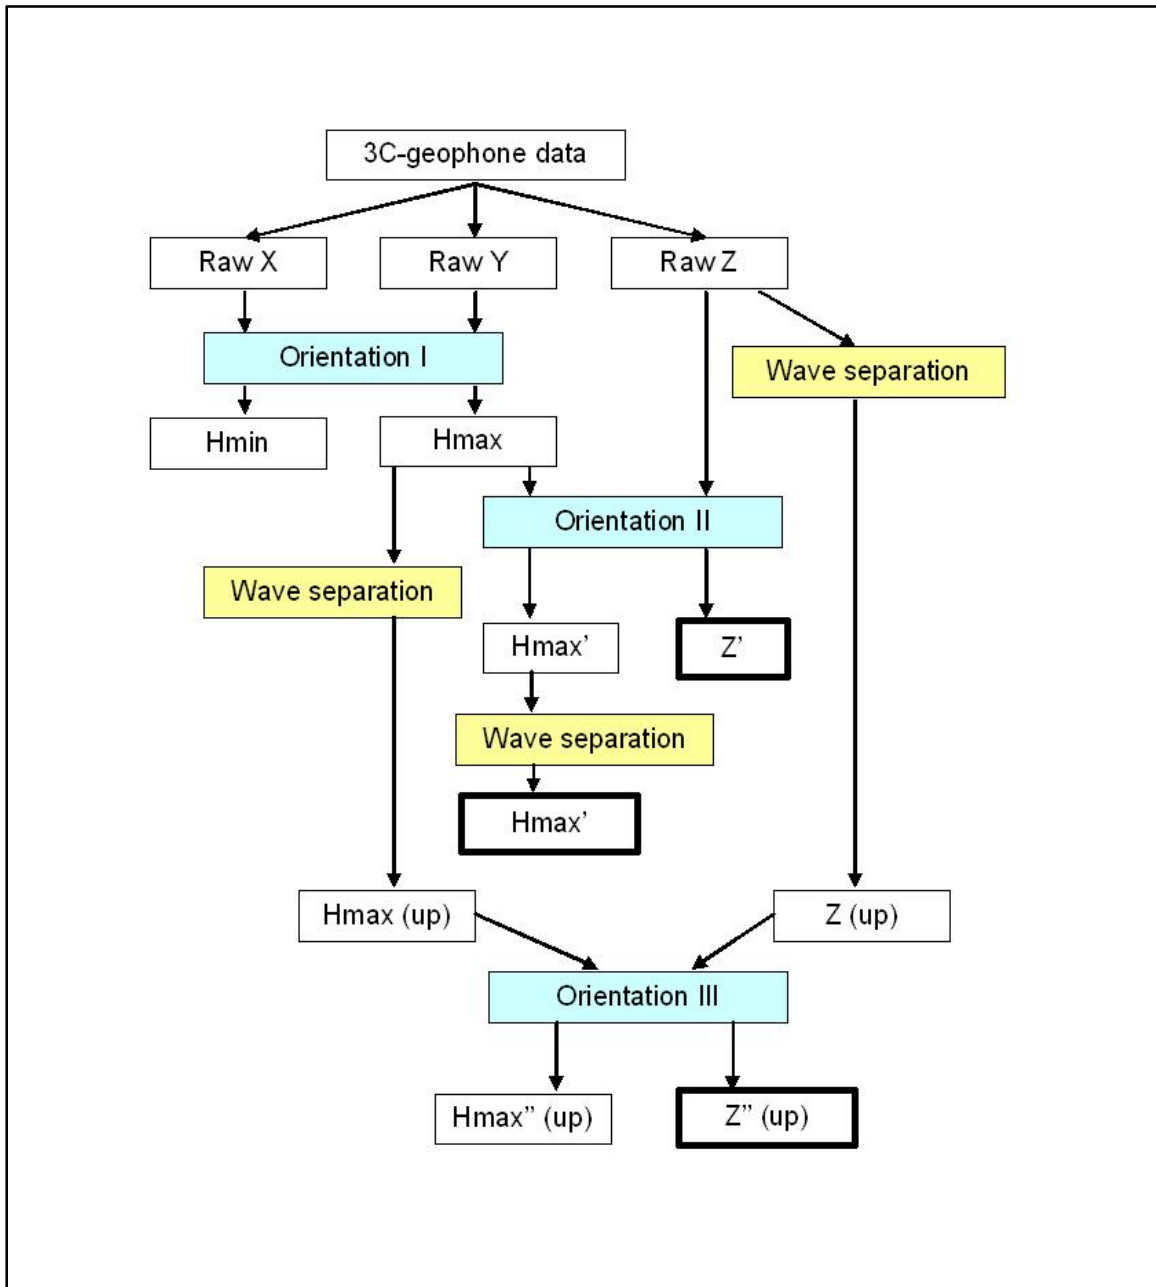 3C-geophone data
Raw X
Raw Y
Raw Z
Orientation I
Wave separation
Hmin
Hmax
Orientation II
Wave separation
Hmax’
Z’
Wave separation
Hmax’
Hmax (up)
Z (up)
Orientation III
Hmax” (up)
Z” (up)